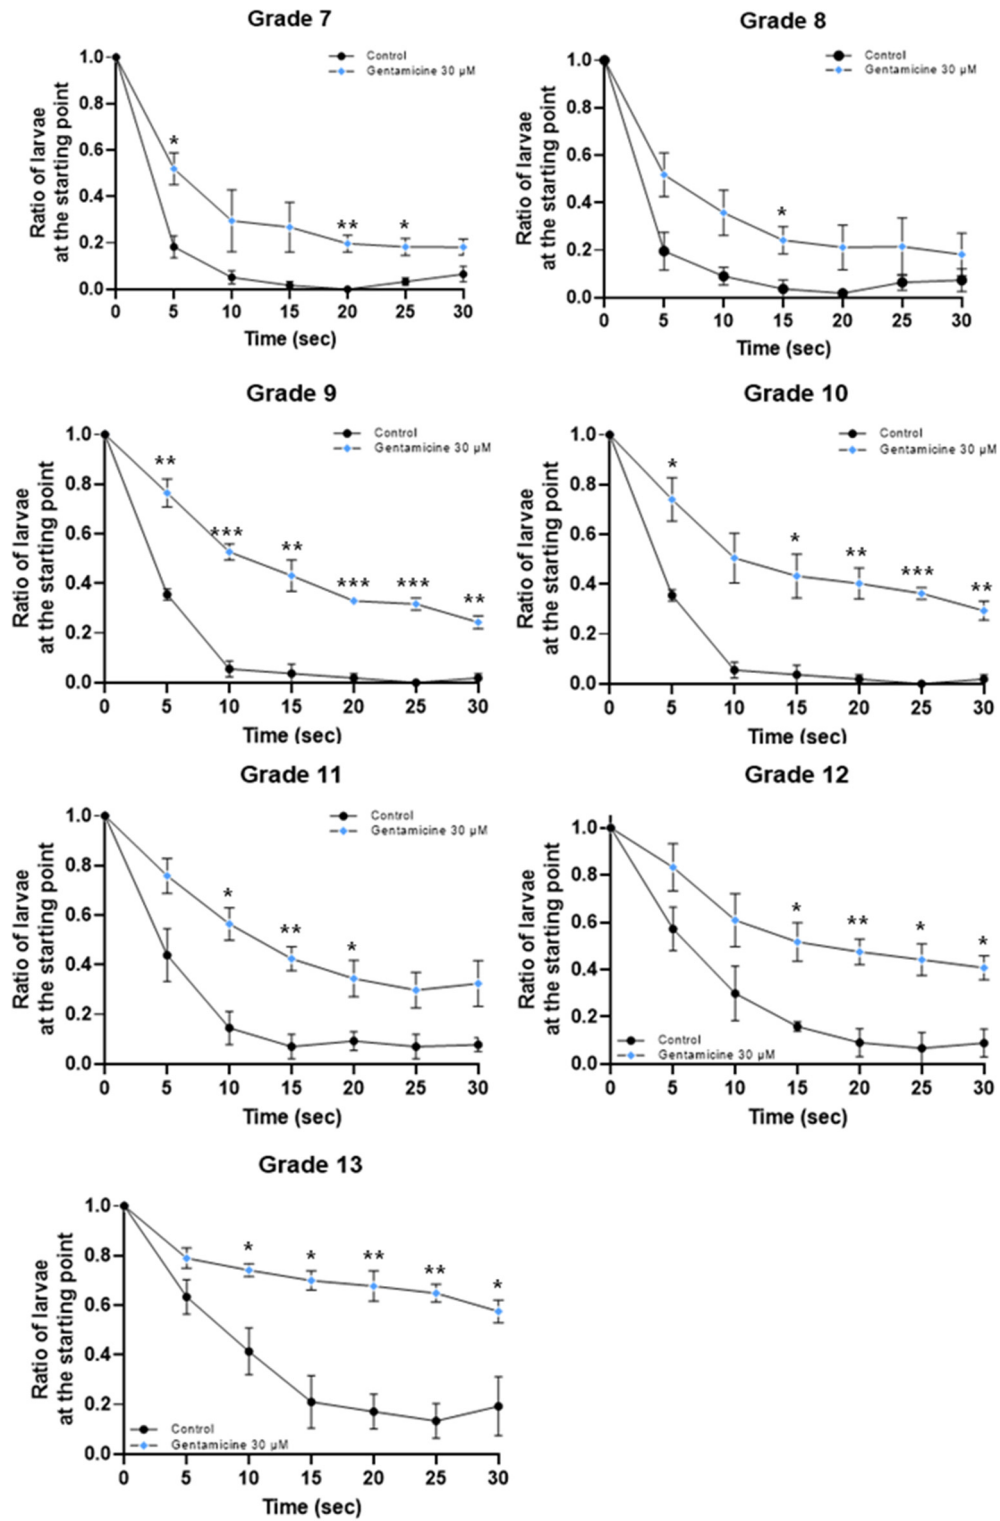 Grade 7
Control
Gentamicine 30 µM
Ratio of larvae
at the starting point
1.0
0.8
0.6
0.4
0.2
0.0
*
**
*
0 5 10 15 20 25 30
Time (sec)
Grade 8
Control
Gentamicine 30 µM
Ratio of larvae
at the starting point
1.0
0.8
0.6
0.4
0.2
0.0
*
0 5 10 15 20 25 30
Time (sec)
Grade 9
Control
Gentamicine 30 µM
Ratio of larvae
at the starting point
1.0
0.8
0.6
0.4
0.2
0.0
**
***
**
***
***
**
0 5 10 15 20 25 30
Time (sec)
Grade 10
Control
Gentamicine 30 µM
Ratio of larvae
at the starting point
1.0
0.8
0.6
0.4
0.2
0.0
*
*
**
***
**
0 5 10 15 20 25 30
Time (sec)
Grade 11
Control
Gentamicine 30 µM
Ratio of larvae
at the starting point
1.0
0.8
0.6
0.4
0.2
0.0
*
**
*
0 5 10 15 20 25 30
Time (sec)
Grade 12
Ratio of larvae
at the starting point
1.0
0.8
0.6
0.4
0.2
0.0
*
**
*
*
Control
Gentamicine 30 µM
0 5 10 15 20 25 30
Time (sec)
Grade 13
Ratio of larvae
at the starting point
1.0
0.8
0.6
0.4
0.2
0.0
*
*
**
**
*
Control
Gentamicine 30 µM
0 5 10 15 20 25 30
Time (sec)